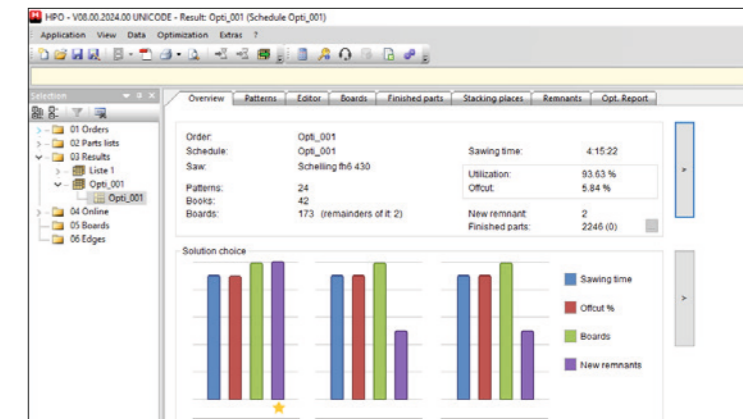 HPO - V08.00.2024.00 UNICODE - Result: Opti_001 (Schedule Opti_001)
Application View Data Optimization Extras ?
Selection
Overview Patterns Editor Boards Finished parts Stacking places Remnants Opt. Report
01 Orders
02 Parts lists
03 Results
Liste 1
Opti_001
Opti_001
04 Online
05 Boards
06 Edges
Order: Opti_001
Schedule: Opti_001 Sawing time: 4:15:22
Saw: Schelling fh6 430
Utilization: 93.63 %
Patterns: 24 Offcut: 5.84 %
Books: 42
Boards: 173 (remainders of it: 2) New remnant: 2
Finished parts: 2246 (0) ...
>
Solution choice
Sawing time
Offcut %
Boards
New remnants
>